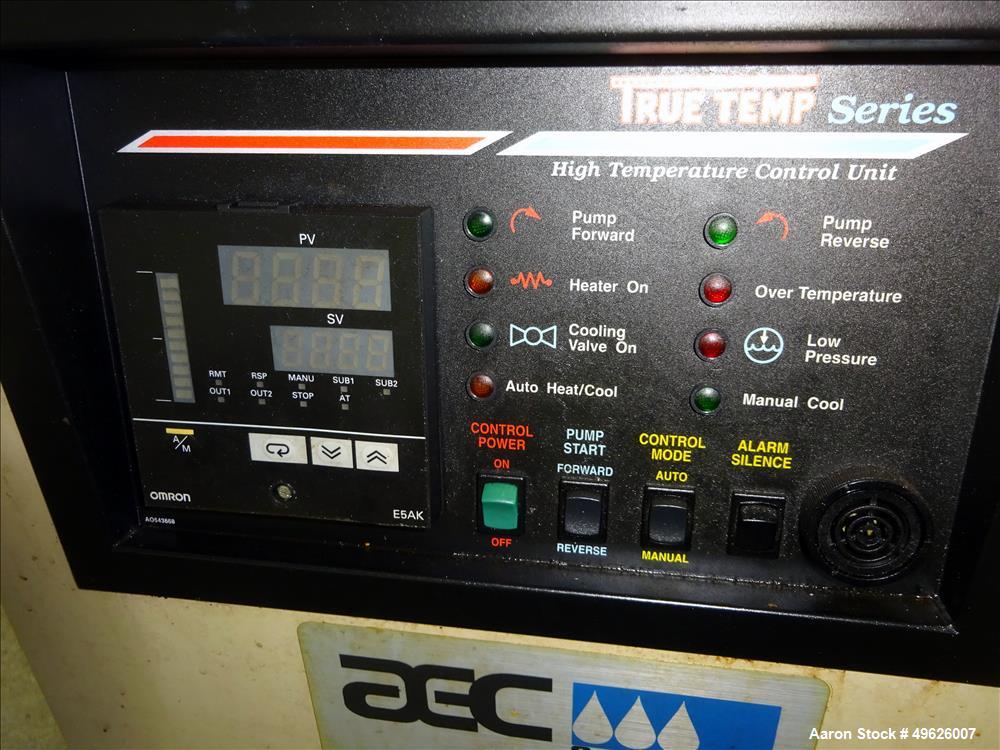 TRUE TEMP Series
High Temperature Control Unit
PV
SV
RMT RSP MANU SUB1 SUB2
OUT1 OUT2 STOP AT
A/M
OMRON
E5AK
AO543668
Pump
Forward
Pump
Reverse
Heater On
Over Temperature
Cooling
Valve On
Low
Pressure
Auto Heat/Cool
Manual Cool
CONTROL
POWER
ON
OFF
PUMP
START
FORWARD
REVERSE
CONTROL
MODE
AUTO
MANUAL
ALARM
SILENCE
AEC
Aaron Stock # 49626007